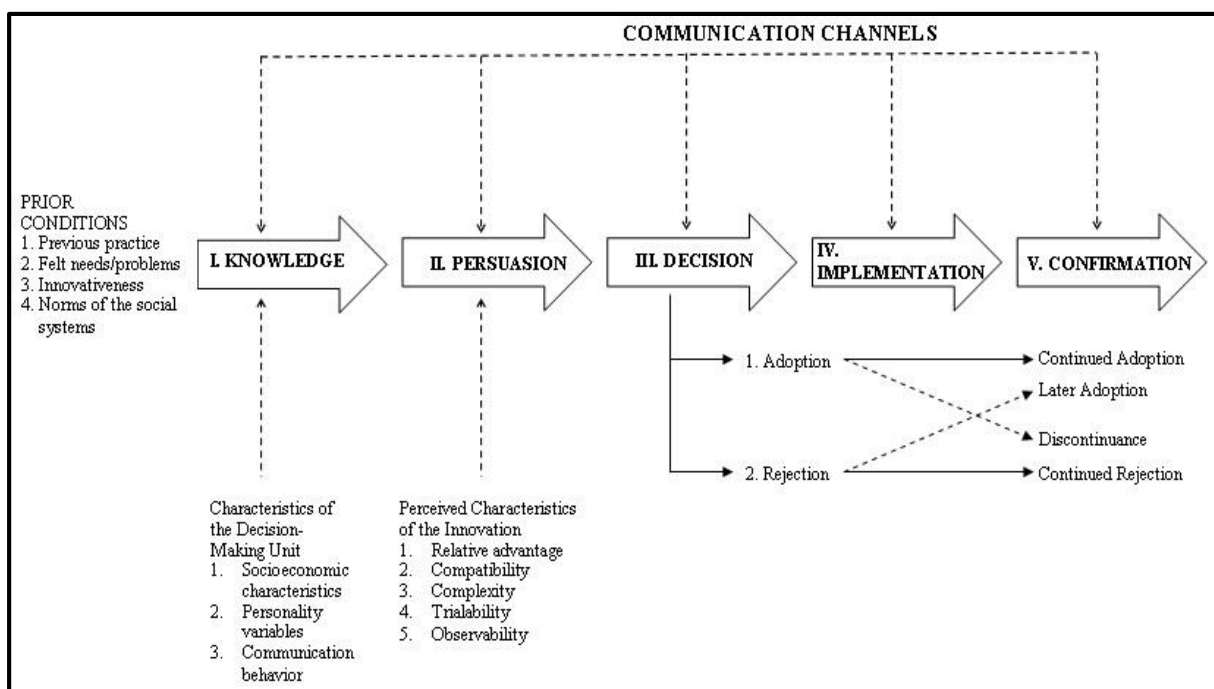 COMMUNICATION CHANNELS
PRIOR
CONDITIONS
1. Previous practice
2. Felt needs/problems
3. Innovativeness
4. Norms of the social
systems
I. KNOWLEDGE
II. PERSUASION
III. DECISION
IV.
IMPLEMENTATION
V. CONFIRMATION
1. Adoption
Continued Adoption
Later Adoption
Discontinuance
2. Rejection
Continued Rejection
Characteristics of
the Decision-
Making Unit
1. Socioeconomic
characteristics
2. Personality
variables
3. Communication
behavior
Perceived Characteristics
of the Innovation
1. Relative advantage
2. Compatibility
3. Complexity
4. Trialability
5. Observability